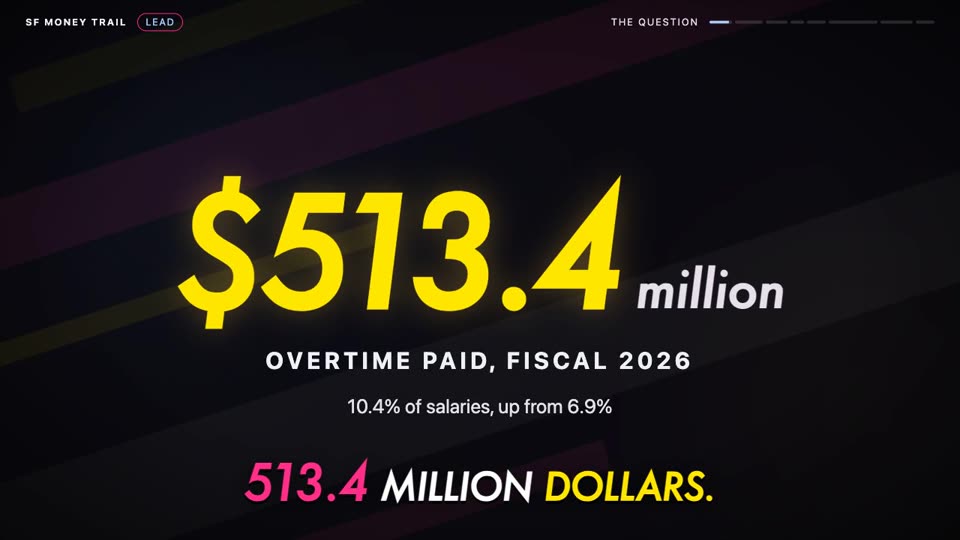 SF MONEY TRAIL LEAD THE QUESTION
$513.4 million
OVERTIME PAID, FISCAL 2026
10.4% of salaries, up from 6.9%
513.4 MILLION DOLLARS.